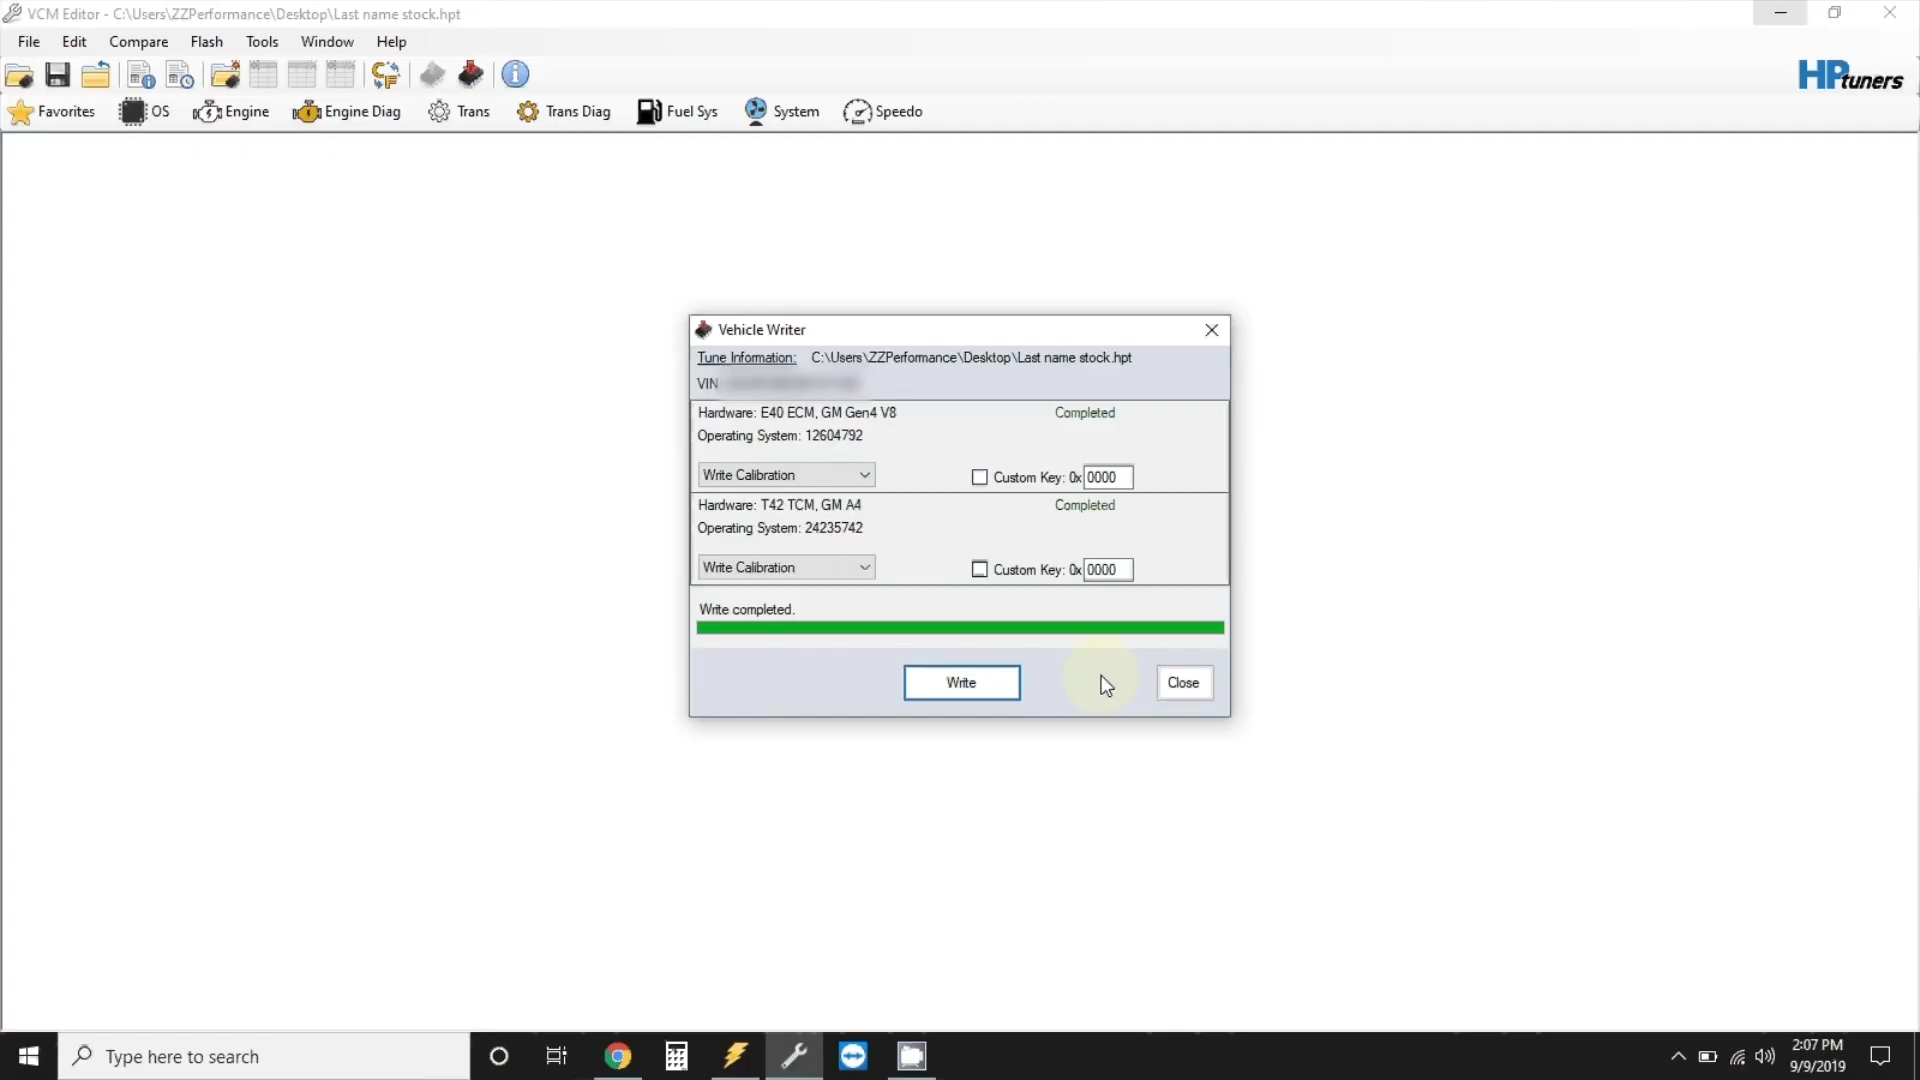 VCM Editor - C:\Users\ZZPerformance\Desktop\Last name stock.hpt
File Edit Compare Flash Tools Window Help
HPtuners
Favorites OS Engine Engine Diag Trans Trans Diag Fuel Sys System Speedo
Vehicle Writer
Tune Information: C:\Users\ZZPerformance\Desktop\Last name stock.hpt
VIN
Hardware: E40 ECM, GM Gen4 V8 Completed
Operating System: 12604792
Write Calibration Custom Key: 0x 0000
Hardware: T42 TCM, GM A4 Completed
Operating System: 24235742
Write Calibration Custom Key: 0x 0000
Write completed.
Write Close
Type here to search
2:07 PM
9/9/2019